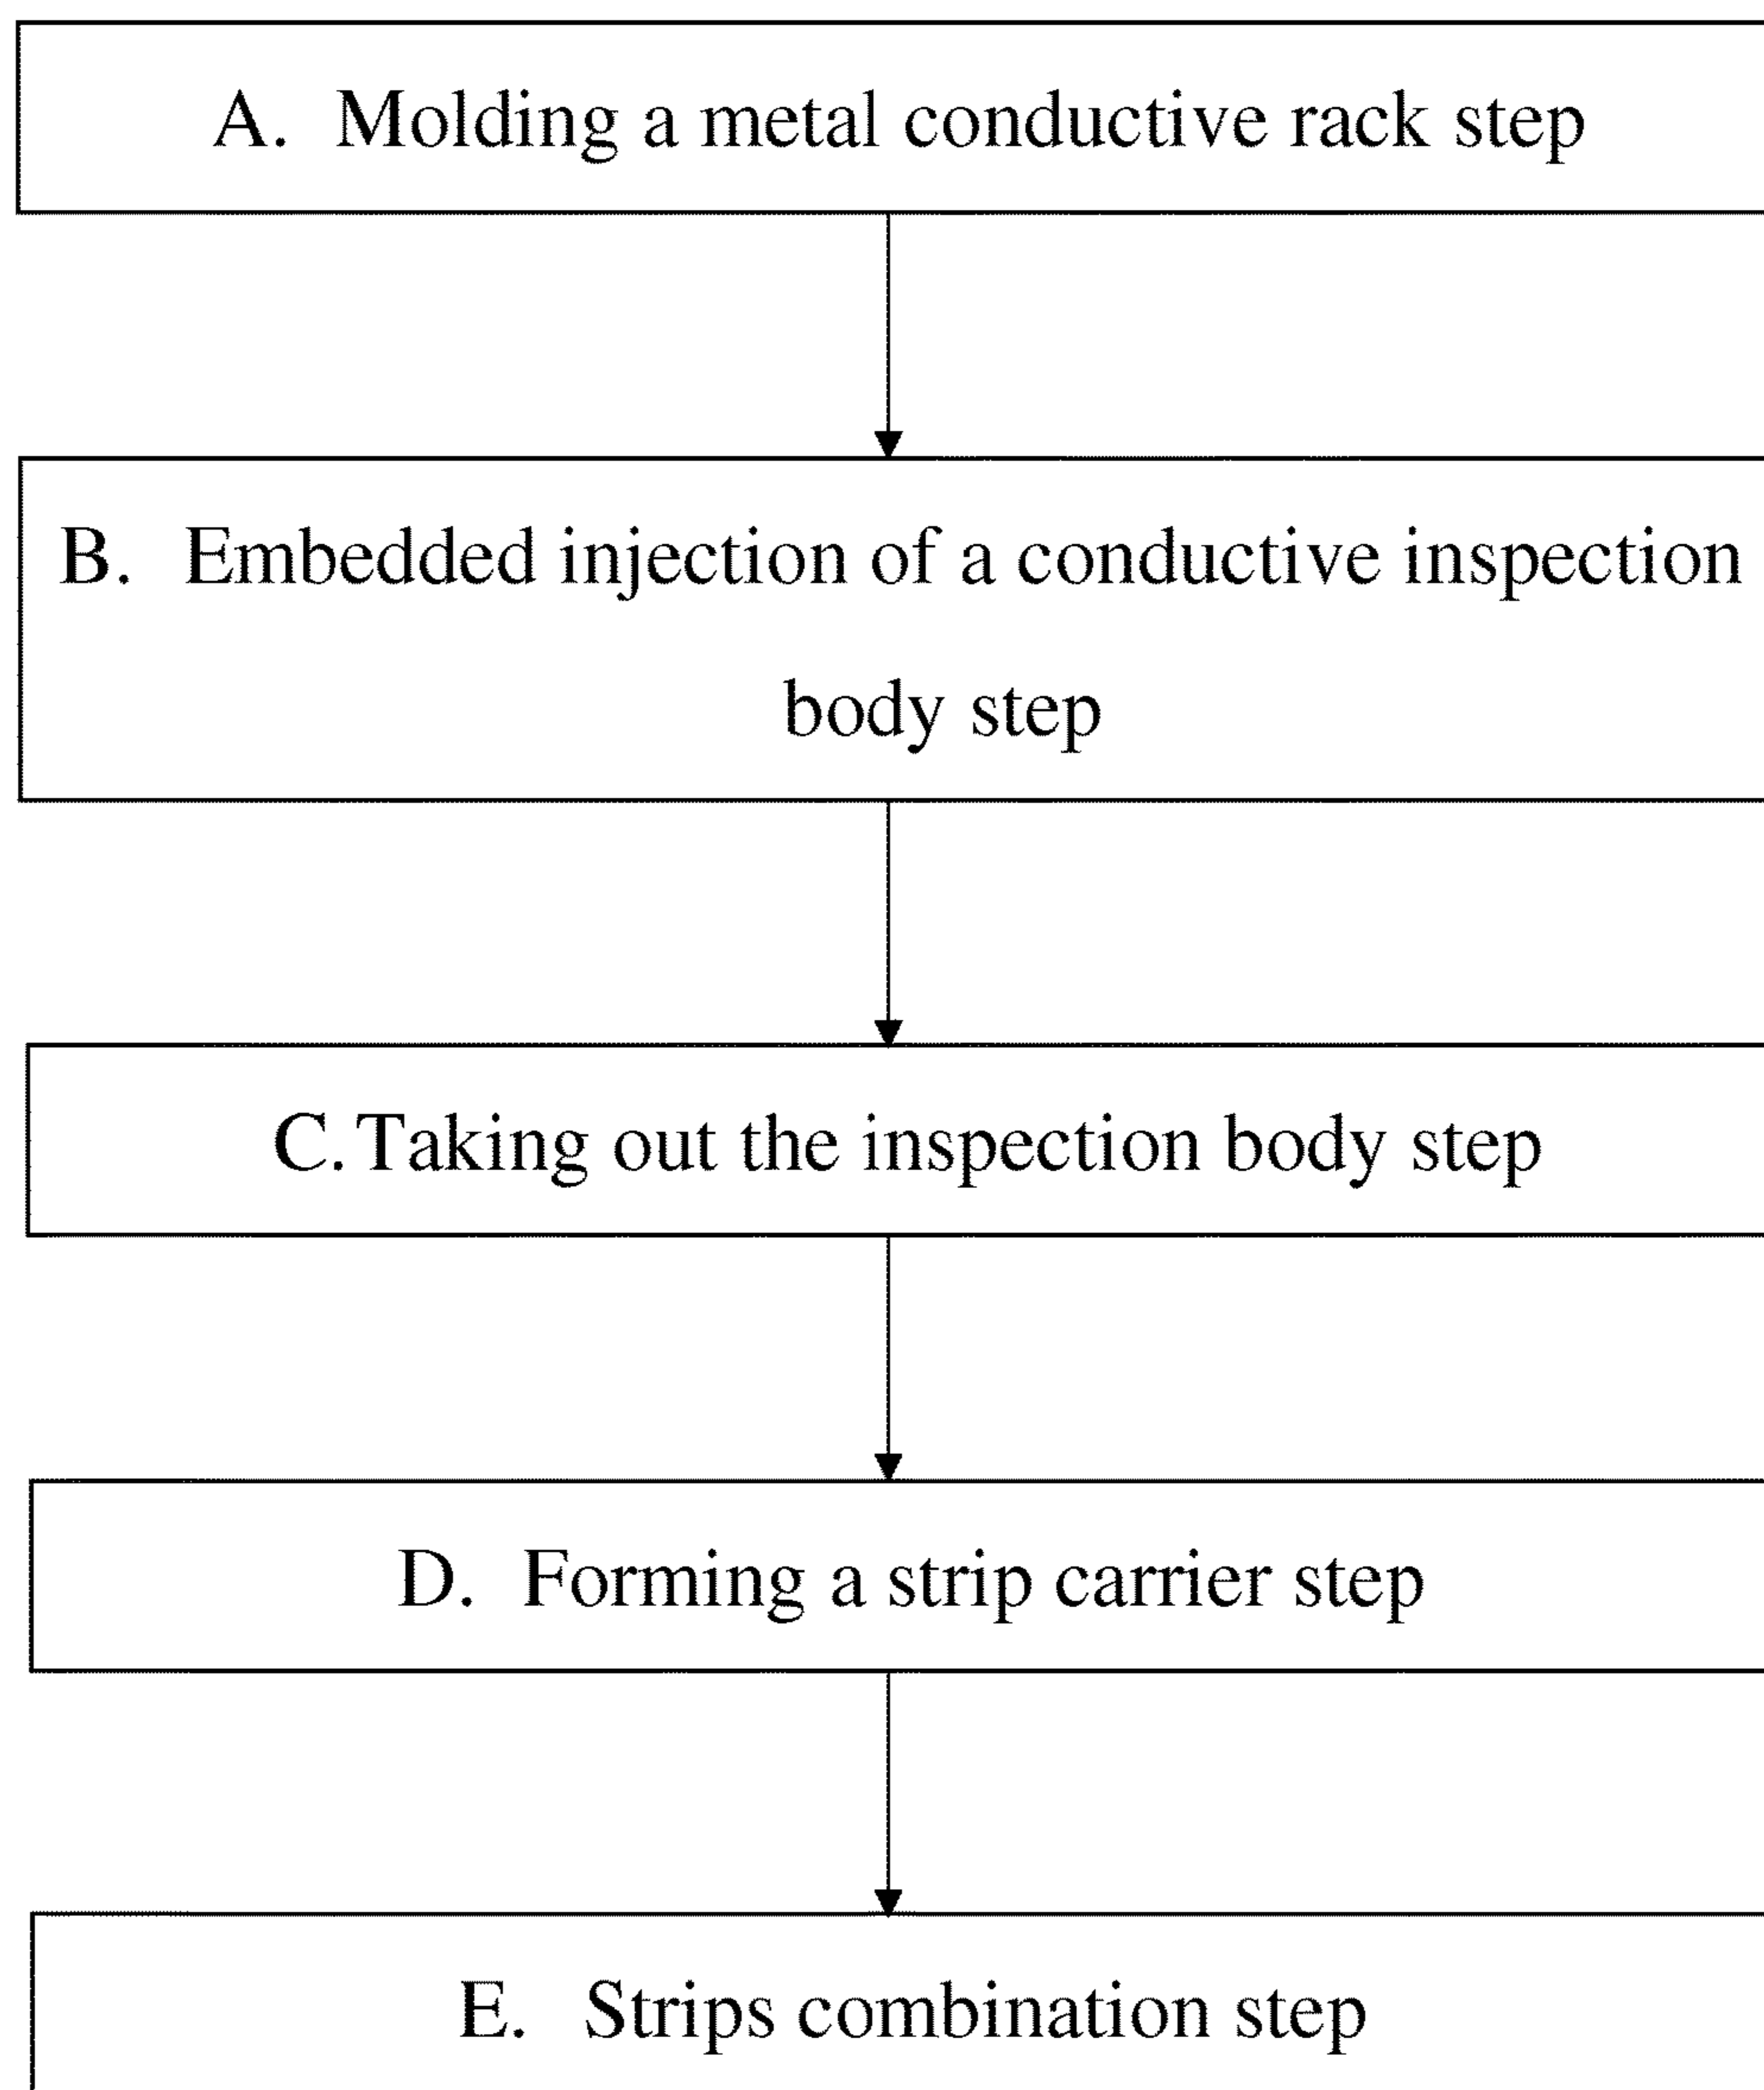 A. Molding a metal conductive rack step
B. Embedded injection of a conductive inspection
body step
C.Taking out the inspection body step
D. Forming a strip carrier step
E. Strips combination step